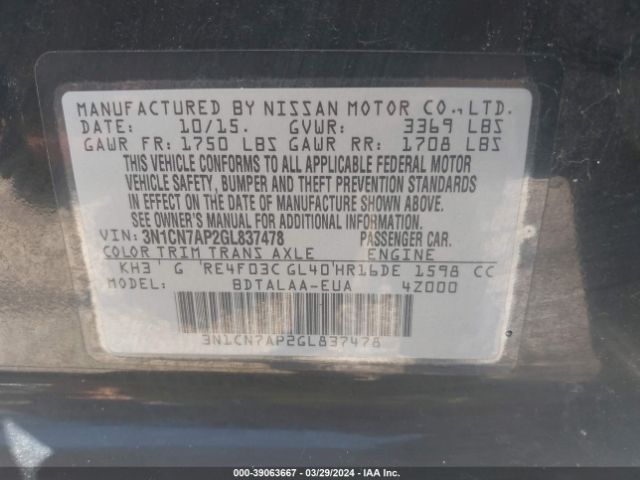 MANUFACTURED BY NISSAN MOTOR CO.,LTD.
DATE: 10/15. GVWR: 3369 LBS
GAWR FR: 1750 LBS GAWR RR: 1708 LBS
THIS VEHICLE CONFORMS TO ALL APPLICABLE FEDERAL MOTOR
VEHICLE SAFETY, BUMPER AND THEFT PREVENTION STANDARDS
IN EFFECT ON THE DATE OF MANUFACTURE SHOWN ABOVE.
SEE OWNER'S MANUAL FOR ADDITIONAL INFORMATION.
VIN: 3N1CN7AP2GL837478 PASSENGER CAR.
COLOR TRIM TRANS AXLE ENGINE
KH3 G RE4F03C GL40 HR16DE 1598 CC
MODEL: BDTALAA-EUA 4Z000
3N1CN7AP2GL837478
000-39063667 / 03/29/2024 / IAA Inc.